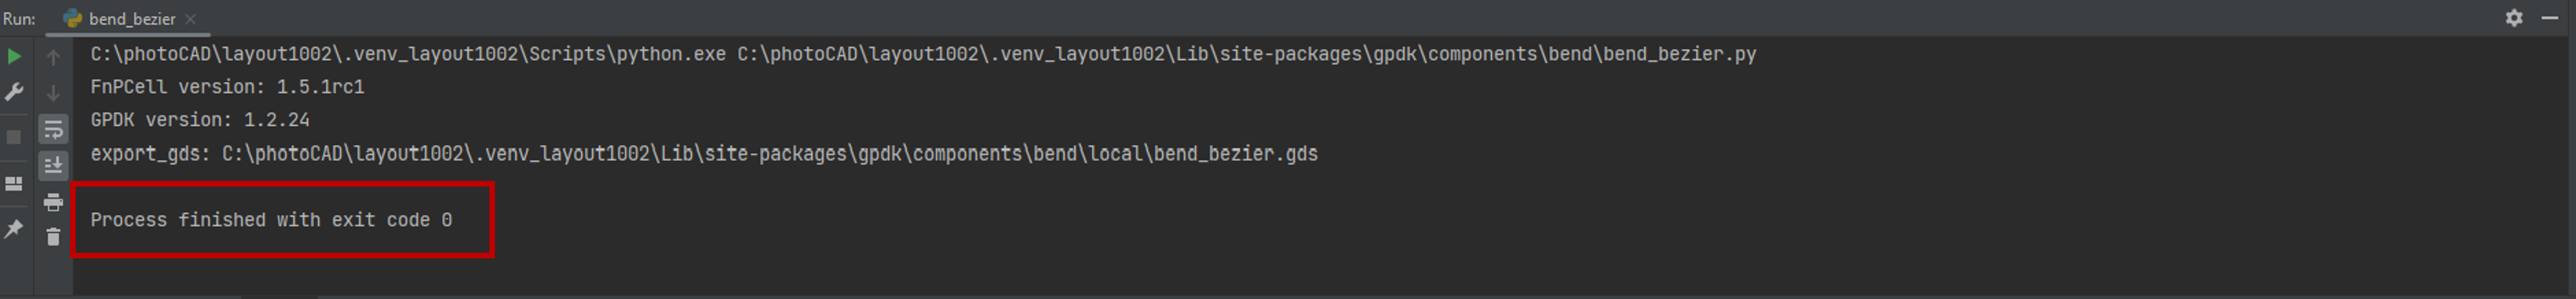 Run: bend_bezier
C:\photoCAD\layout1002\.venv_layout1002\Scripts\python.exe C:\photoCAD\layout1002\.venv_layout1002\Lib\site-packages\gpdk\components\bend\bend_bezier.py
FnPCell version: 1.5.1rc1
GPDK version: 1.2.24
export_gds: C:\photoCAD\layout1002\.venv_layout1002\Lib\site-packages\gpdk\components\bend\local\bend_bezier.gds
Process finished with exit code 0